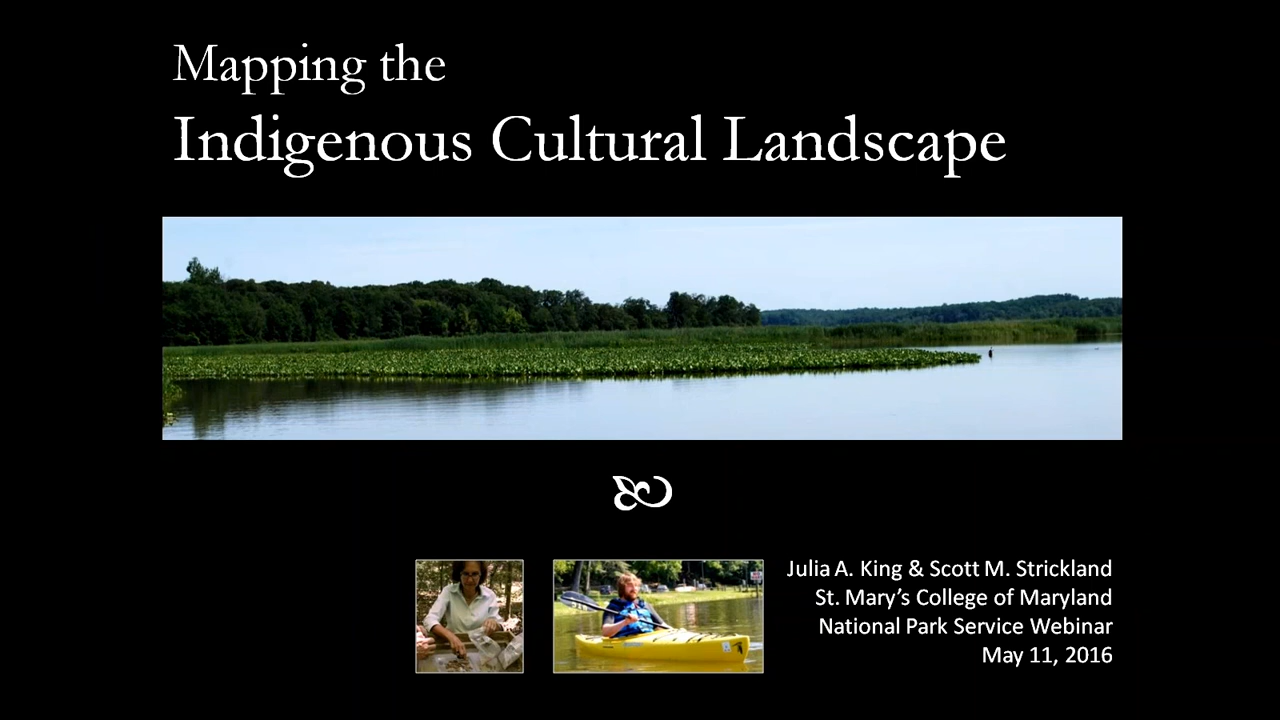 Mapping the
Indigenous Cultural Landscape
Julia A. King & Scott M. Strickland
St. Mary’s College of Maryland
National Park Service Webinar
May 11, 2016